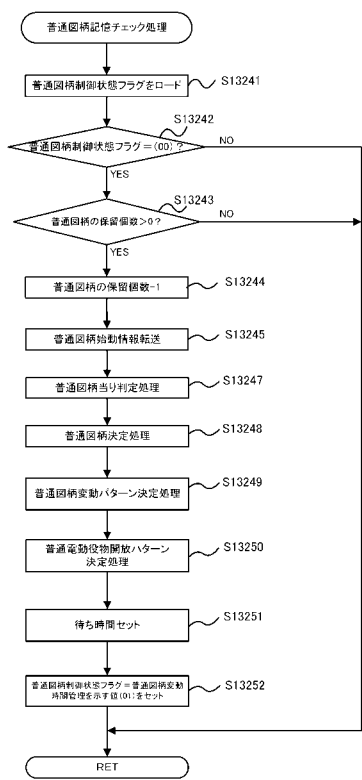 普通図柄記憶チェック処理
普通図柄制御状態フラグをロード
S13241
S13242
普通図柄制御状態フラグ=(00)?
NO
YES
S13243
普通図柄の保留個数>0?
NO
YES
普通図柄の保留個数-1
S13244
普通図柄始動情報転送
S13245
普通図柄当り判定処理
S13247
普通図柄決定処理
S13248
普通図柄変動パターン決定処理
S13249
普通電動役物開放パターン
決定処理
S13250
待ち時間セット
S13251
普通図柄制御状態フラグ=普通図柄変動
時間管理を示す値(01)をセット
S13252
RET